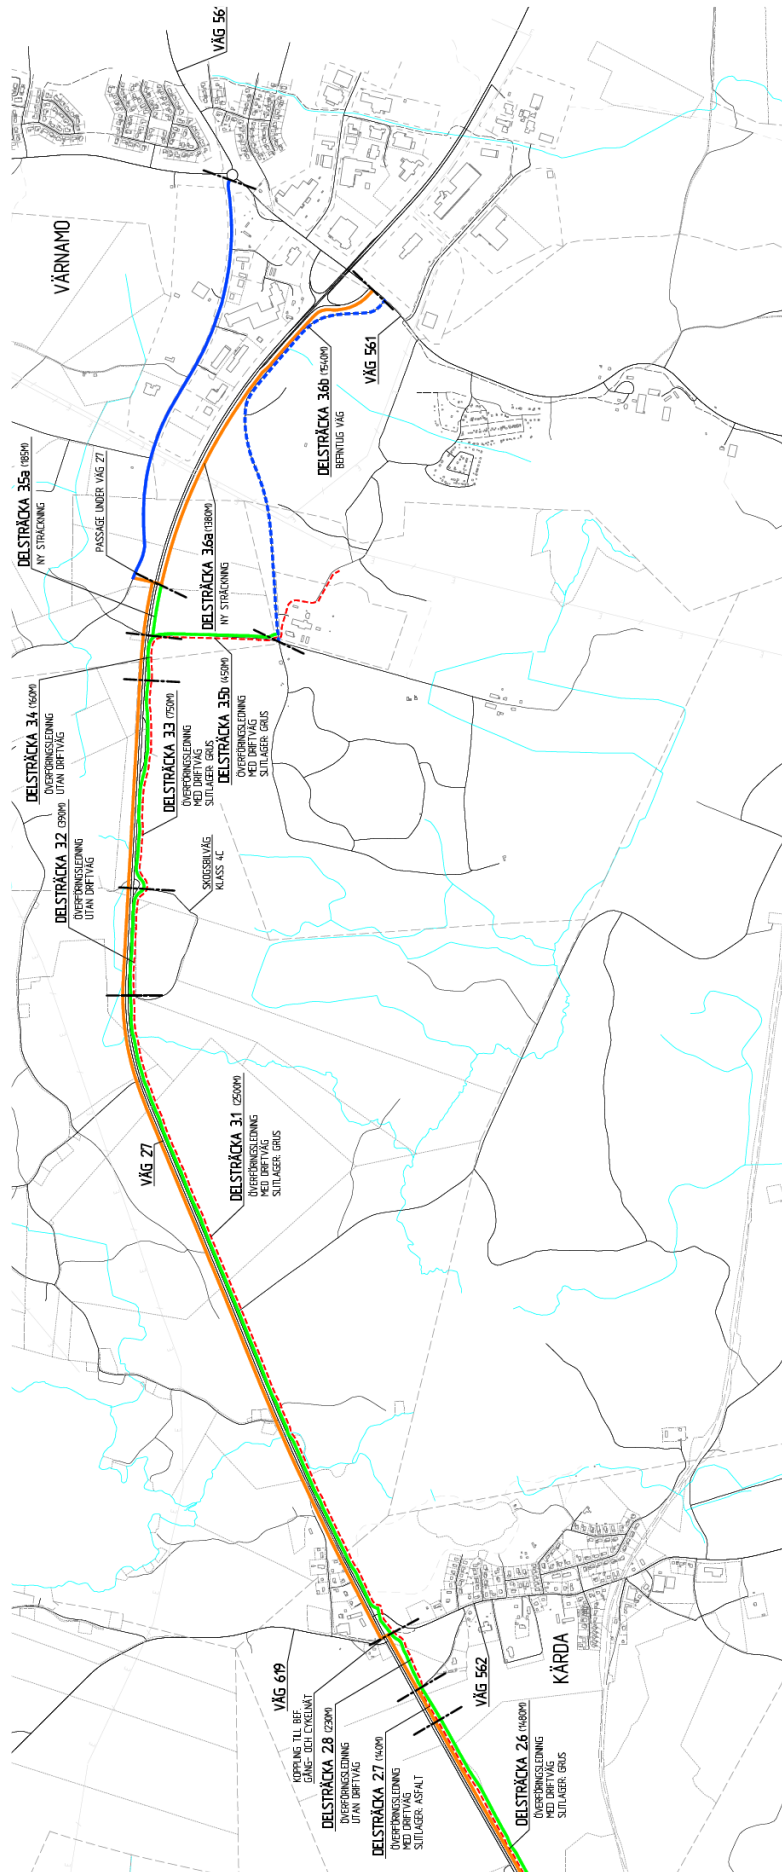 VÄG 56
VÄRNAMO
DELSTRÄCKA 3.5a (185M)
NY STRÄCKNING
PASSAGE UNDER VÄG 27
DELSTRÄCKA 3.6b (1540M)
BEFINTLIG VÄG
VÄG 561
DELSTRÄCKA 3.6a (1380M)
NY STRÄCKNING
DELSTRÄCKA 3.4 (160M)
ÖVERFÖRINGSLEDNING
UTAN DRIFTVÄG
DELSTRÄCKA 3.3 (750M)
ÖVERFÖRINGSLEDNING
MED DRIFTVÄG
SLITLAGER: GRUS
DELSTRÄCKA 3.5b (450M)
ÖVERFÖRINGSLEDNING
MED DRIFTVÄG
SLITLAGER: GRUS
DELSTRÄCKA 3.2 (390M)
ÖVERFÖRINGSLEDNING
UTAN DRIFTVÄG
SKOGSBILVÄG
KLASS 4C
VÄG 27
DELSTRÄCKA 3.1 (2500M)
ÖVERFÖRINGSLEDNING
MED DRIFTVÄG
SLITLAGER: GRUS
VÄG 619
KOPPLING TILL BEF.
GÅNG- OCH CYKELNÄT
DELSTRÄCKA 2.8 (230M)
ÖVERFÖRINGSLEDNING
UTAN DRIFTVÄG
DELSTRÄCKA 2.7 (140M)
ÖVERFÖRINGSLEDNING
MED DRIFTVÄG
SLITLAGER: ASFALT
VÄG 562
KÄRDA
DELSTRÄCKA 2.6 (1480M)
ÖVERFÖRINGSLEDNING
MED DRIFTVÄG
SLITLAGER: GRUS